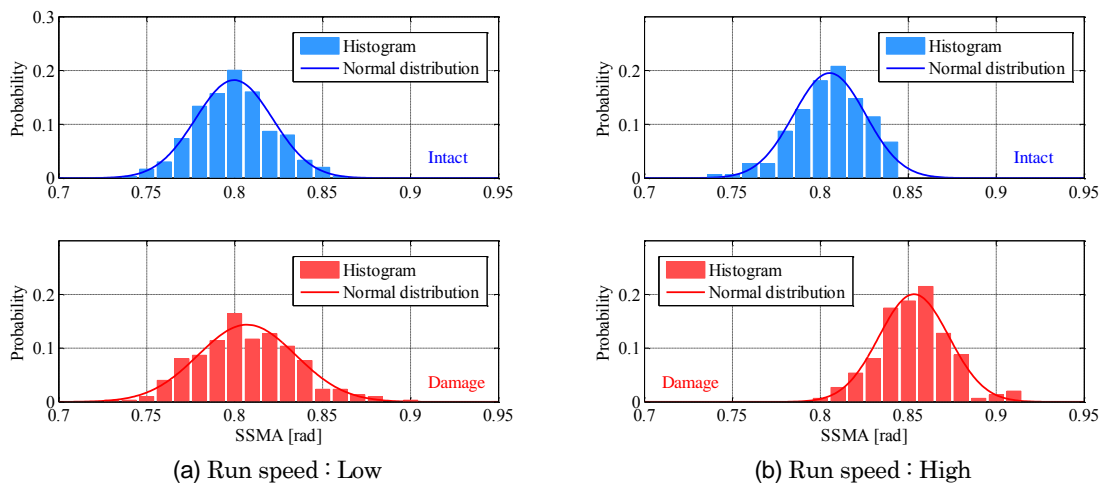 0.3
0.2
0.1
0
Probability
Histogram
Normal distribution
Intact
0.7 0.75 0.8 0.85 0.9 0.95
0.2
0.1
0
Probability
Histogram
Normal distribution
Damage
0.7 0.75 0.8 0.85 0.9 0.95
SSMA [rad]
(a) Run speed : Low
0.2
0.1
0
Probability
Histogram
Normal distribution
Intact
0.7 0.75 0.8 0.85 0.9 0.95
0.2
0.1
0
Probability
Histogram
Normal distribution
Damage
0.7 0.75 0.8 0.85 0.9 0.95
SSMA [rad]
(b) Run speed : High